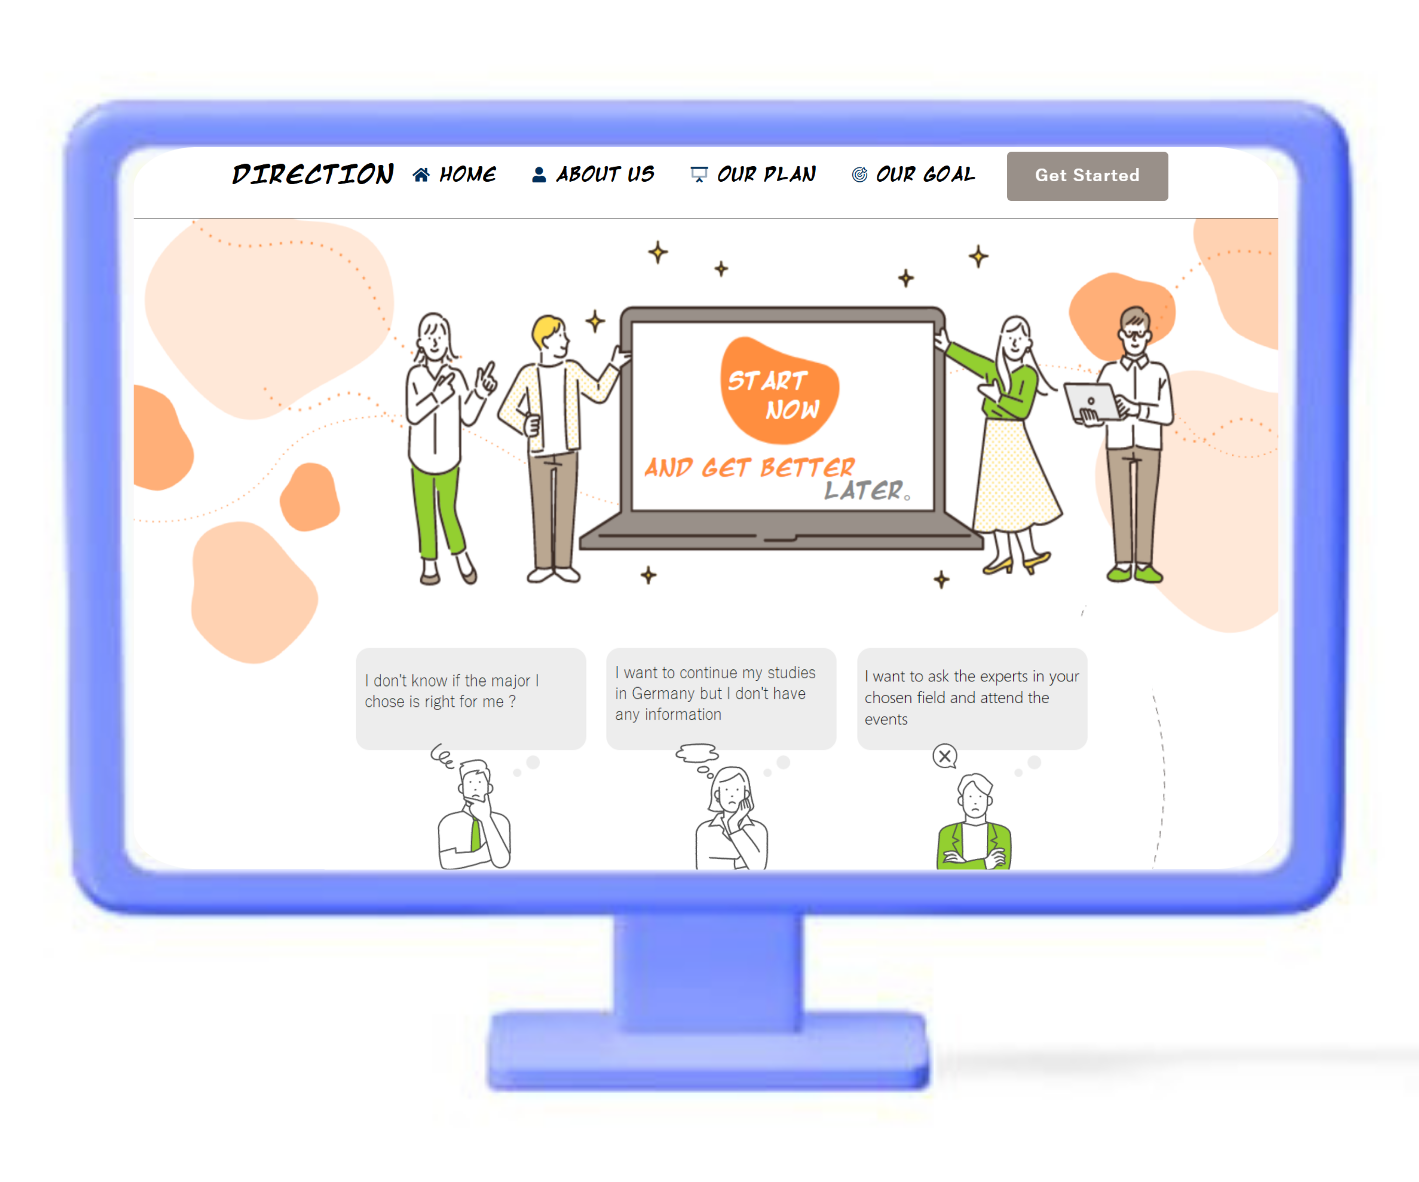 DIRECTION HOME ABOUT US OUR PLAN OUR GOAL Get Started
START
NOW
AND GET BETTER
LATER。
I don't know if the major I
chose is right for me ?
I want to continue my studies
in Germany but I don't have
any information
I want to ask the experts in your
chosen field and attend the
events